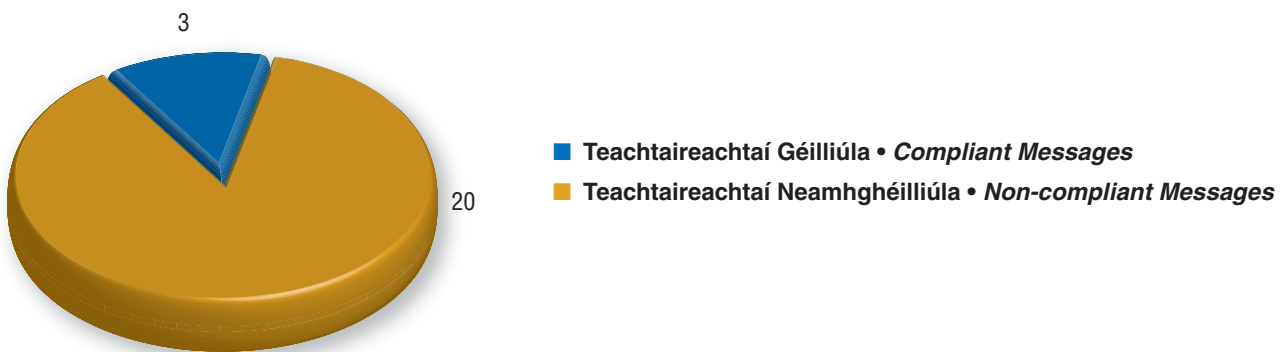 3
20
Teachtaireachtaí Géilliúla • Compliant Messages
Teachtaireachtaí Neamhghéilliúla • Non-compliant Messages